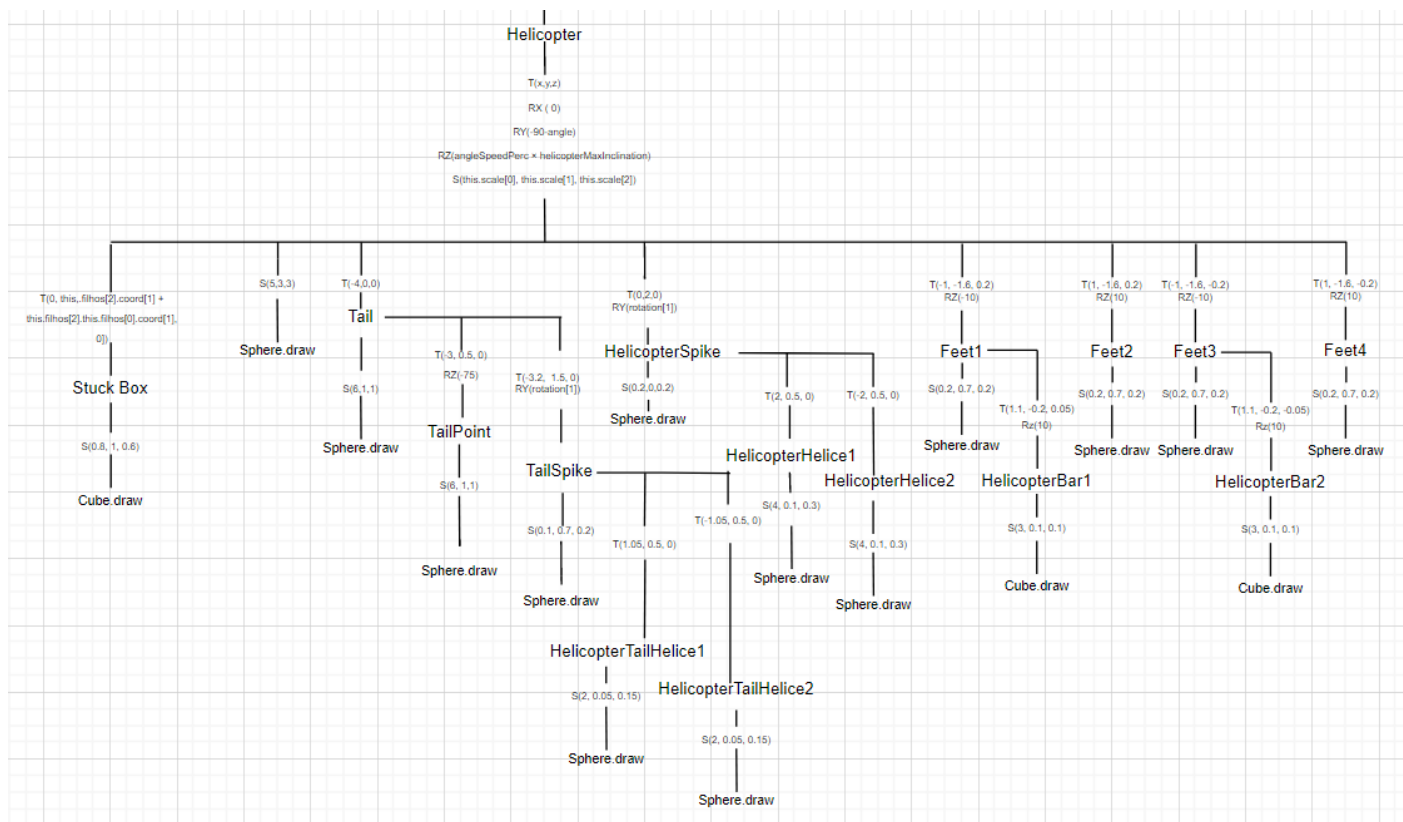 Helicopter
T(x,y,z)
RX ( 0)
RY(-90-angle)
RZ(angleSpeedPerc × helicopterMaxInclination)
S(this.scale[0], this.scale[1], this.scale[2])
T(0, this,.filhos[2].coord[1] +
this.filhos[2].this.filhos[0].coord[1],
0])
Stuck Box
S(0.8, 1, 0.6)
Cube.draw
S(5,3,3)
Sphere.draw
T(-4,0,0)
Tail
S(6,1,1)
Sphere.draw
T(-3, 0.5, 0)
RZ(-75)
TailPoint
S(6, 1,1)
Sphere.draw
T(-3.2, 1.5, 0)
RY(rotation[1])
TailSpike
S(0.1, 0.7, 0.2)
Sphere.draw
T(1.05, 0.5, 0)
HelicopterTailHelice1
S(2, 0.05, 0.15)
Sphere.draw
T(-1.05, 0.5, 0)
HelicopterTailHelice2
S(2, 0.05, 0.15)
Sphere.draw
T(0,2,0)
RY(rotation[1])
HelicopterSpike
S(0.2,0,0.2)
Sphere.draw
T(2, 0.5, 0)
HelicopterHelice1
S(4, 0.1, 0.3)
Sphere.draw
T(-2, 0.5, 0)
HelicopterHelice2
S(4, 0.1, 0.3)
Sphere.draw
T(-1, -1.6, 0.2)
RZ(-10)
Feet1
S(0.2, 0.7, 0.2)
Sphere.draw
T(1.1, -0.2, 0.05)
Rz(10)
HelicopterBar1
S(3, 0.1, 0.1)
Cube.draw
T(1, -1.6, 0.2)
RZ(10)
Feet2
S(0.2, 0.7, 0.2)
Sphere.draw
T(-1, -1.6, -0.2)
RZ(-10)
Feet3
S(0.2, 0.7, 0.2)
Sphere.draw
T(1.1, -0.2, -0.05)
Rz(10)
HelicopterBar2
S(3, 0.1, 0.1)
Cube.draw
T(1, -1.6, -0.2)
RZ(10)
Feet4
S(0.2, 0.7, 0.2)
Sphere.draw